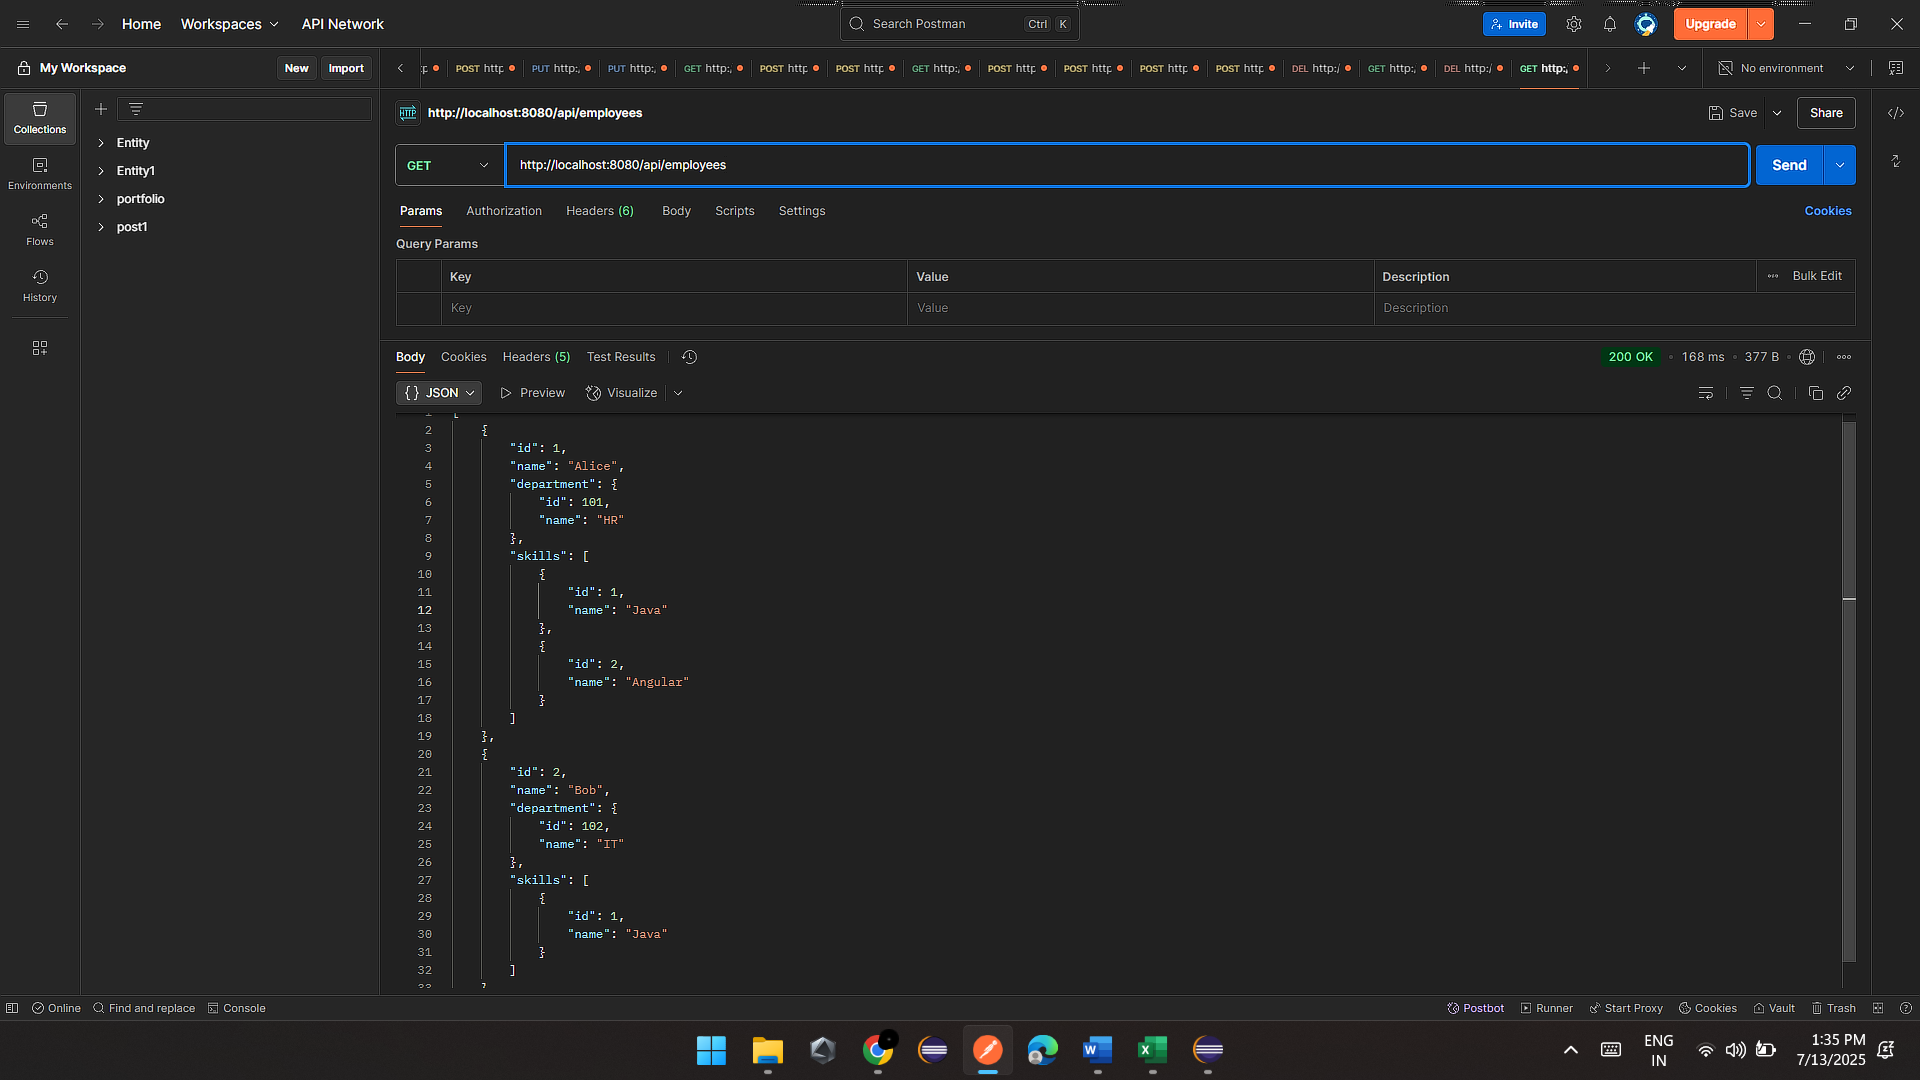 Home Workspaces API Network Search Postman Ctrl K Invite Upgrade
My Workspace New Import POST http PUT http: PUT http: GET http: POST http POST http GET http: POST http POST http POST http POST http DEL http:/ GET http: DEL http:/ GET http: No environment
http://localhost:8080/api/employees Save Share
Collections
Environments
Flows
History
Entity
Entity1
portfolio
post1
GET http://localhost:8080/api/employees Send
Params Authorization Headers (6) Body Scripts Settings Cookies
Query Params
Key Value Description Bulk Edit
Key Value Description
Body Cookies Headers (5) Test Results 200 OK 168 ms 377 B
{} JSON Preview Visualize
2 {
3 "id": 1,
4 "name": "Alice",
5 "department": {
6 "id": 101,
7 "name": "HR"
8 },
9 "skills": [
10 {
11 "id": 1,
12 "name": "Java"
13 },
14 {
15 "id": 2,
16 "name": "Angular"
17 }
18 ]
19 },
20 {
21 "id": 2,
22 "name": "Bob",
23 "department": {
24 "id": 102,
25 "name": "IT"
26 },
27 "skills": [
28 {
29 "id": 1,
30 "name": "Java"
31 }
32 ]
Online Find and replace Console Postbot Runner Start Proxy Cookies Vault Trash
ENG
IN
1:35 PM
7/13/2025